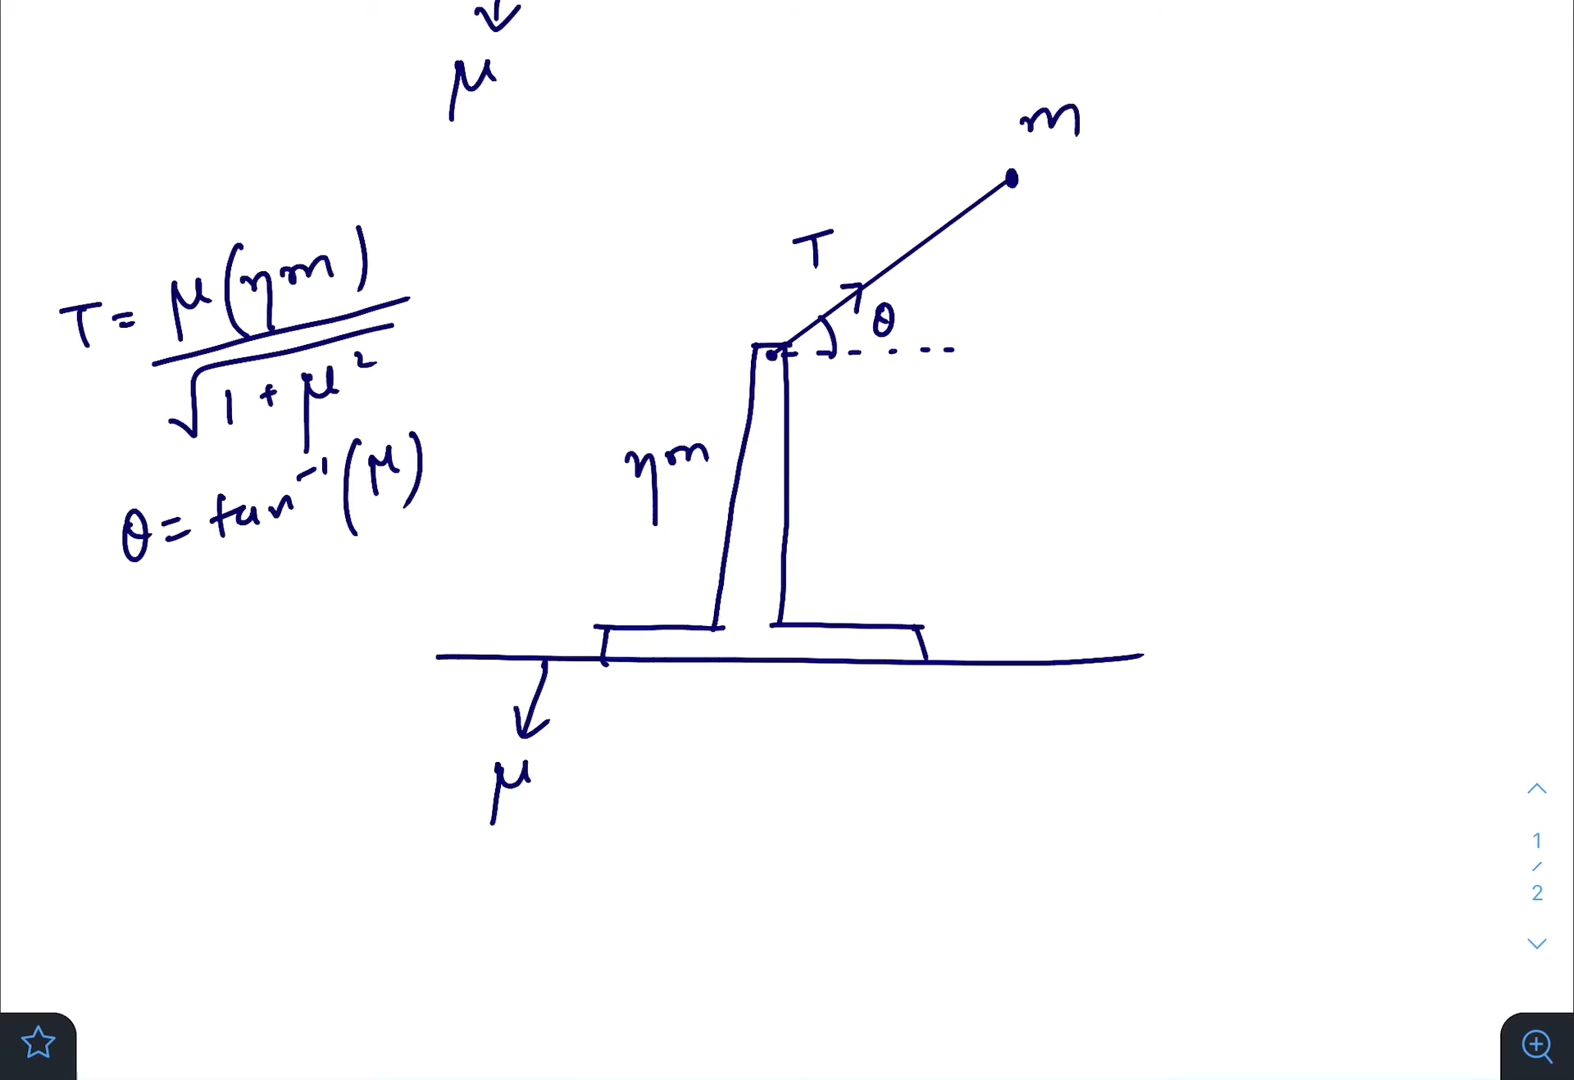 μ
m
T
θ
T = μ(ηm) / √(1 + μ²)
ηm
θ = tan⁻¹(μ)
μ
1
/
2